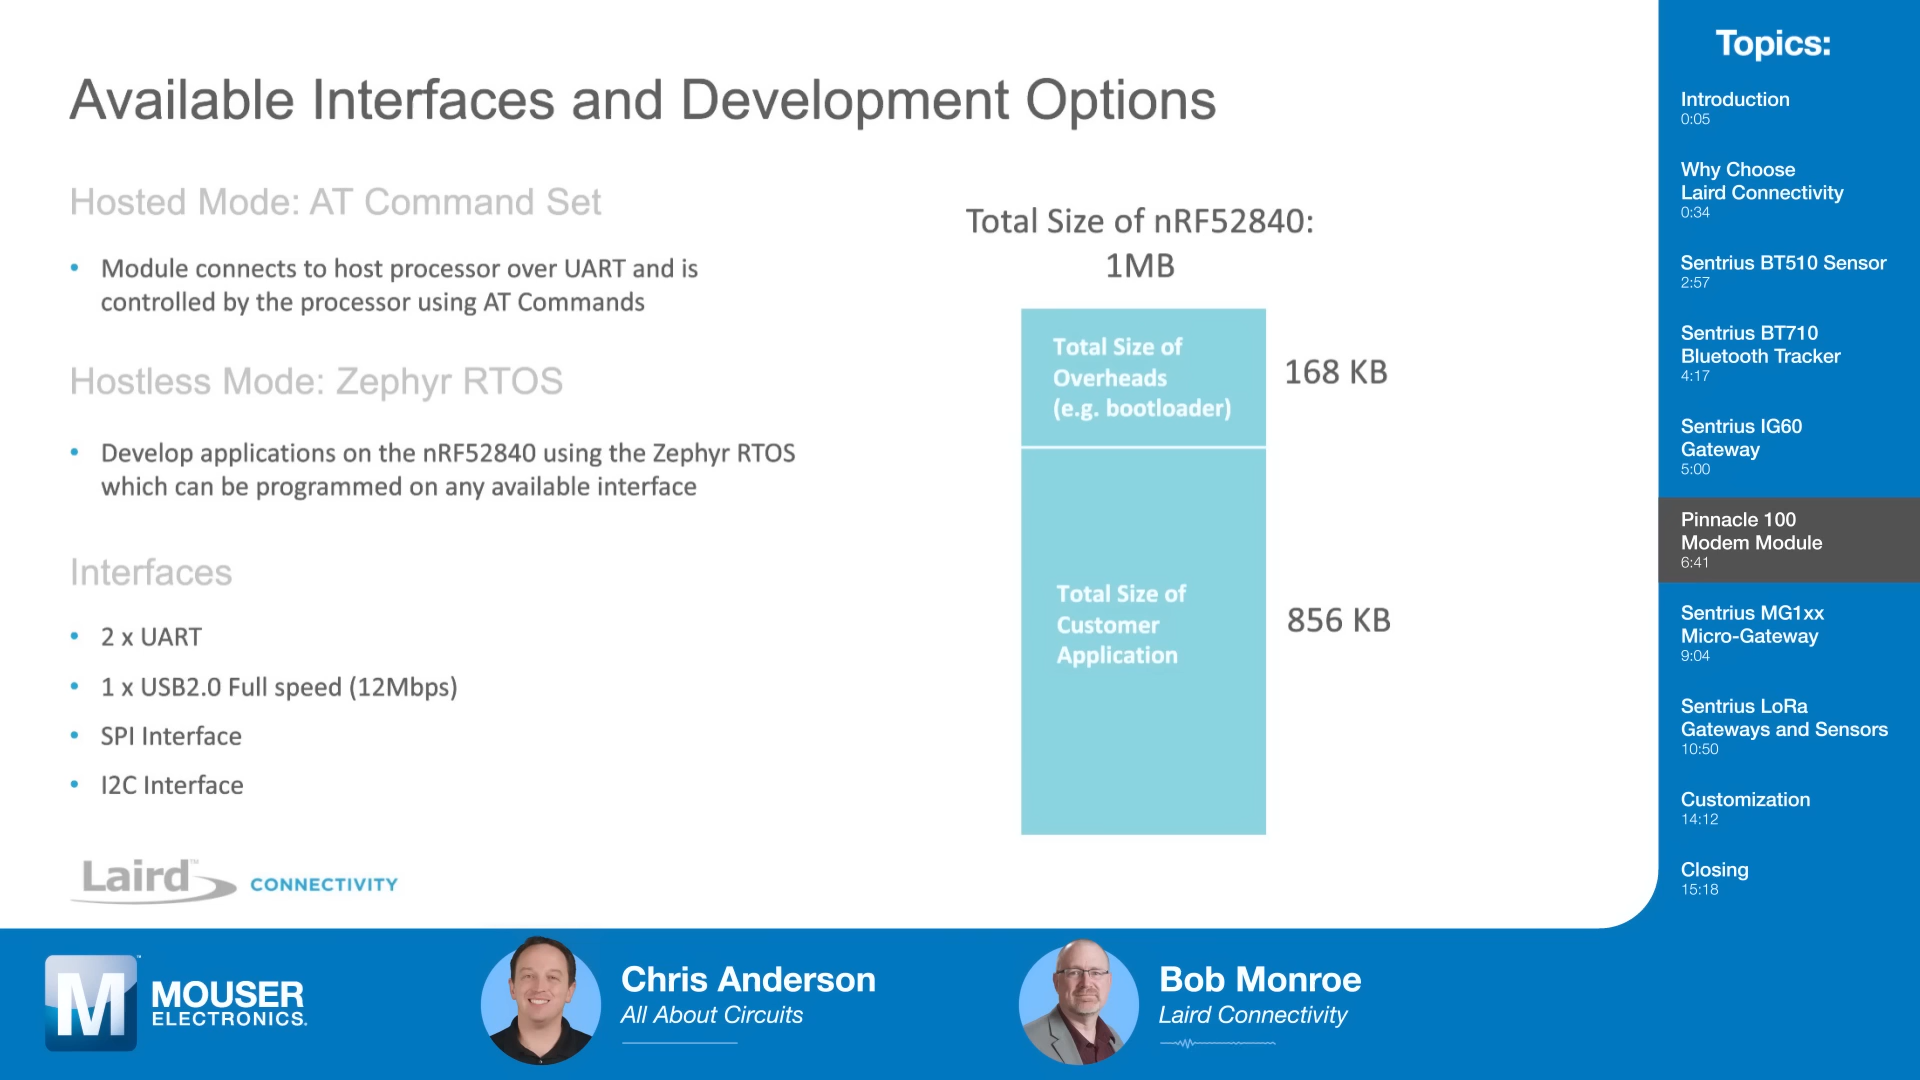 Available Interfaces and Development Options
Hosted Mode: AT Command Set
• Module connects to host processor over UART and is
controlled by the processor using AT Commands
Hostless Mode: Zephyr RTOS
• Develop applications on the nRF52840 using the Zephyr RTOS
which can be programmed on any available interface
Interfaces
• 2 x UART
• 1 x USB2.0 Full speed (12Mbps)
• SPI Interface
• I2C Interface
Laird™ CONNECTIVITY
Total Size of nRF52840:
1MB
Total Size of
Overheads
(e.g. bootloader)
168 KB
Total Size of
Customer
Application
856 KB
Topics:
Introduction
0:05
Why Choose
Laird Connectivity
0:34
Sentrius BT510 Sensor
2:57
Sentrius BT710
Bluetooth Tracker
4:17
Sentrius IG60
Gateway
5:00
Pinnacle 100
Modem Module
6:41
Sentrius MG1xx
Micro-Gateway
9:04
Sentrius LoRa
Gateways and Sensors
10:50
Customization
14:12
Closing
15:18
M™
MOUSER
ELECTRONICS.
Chris Anderson
All About Circuits
Bob Monroe
Laird Connectivity